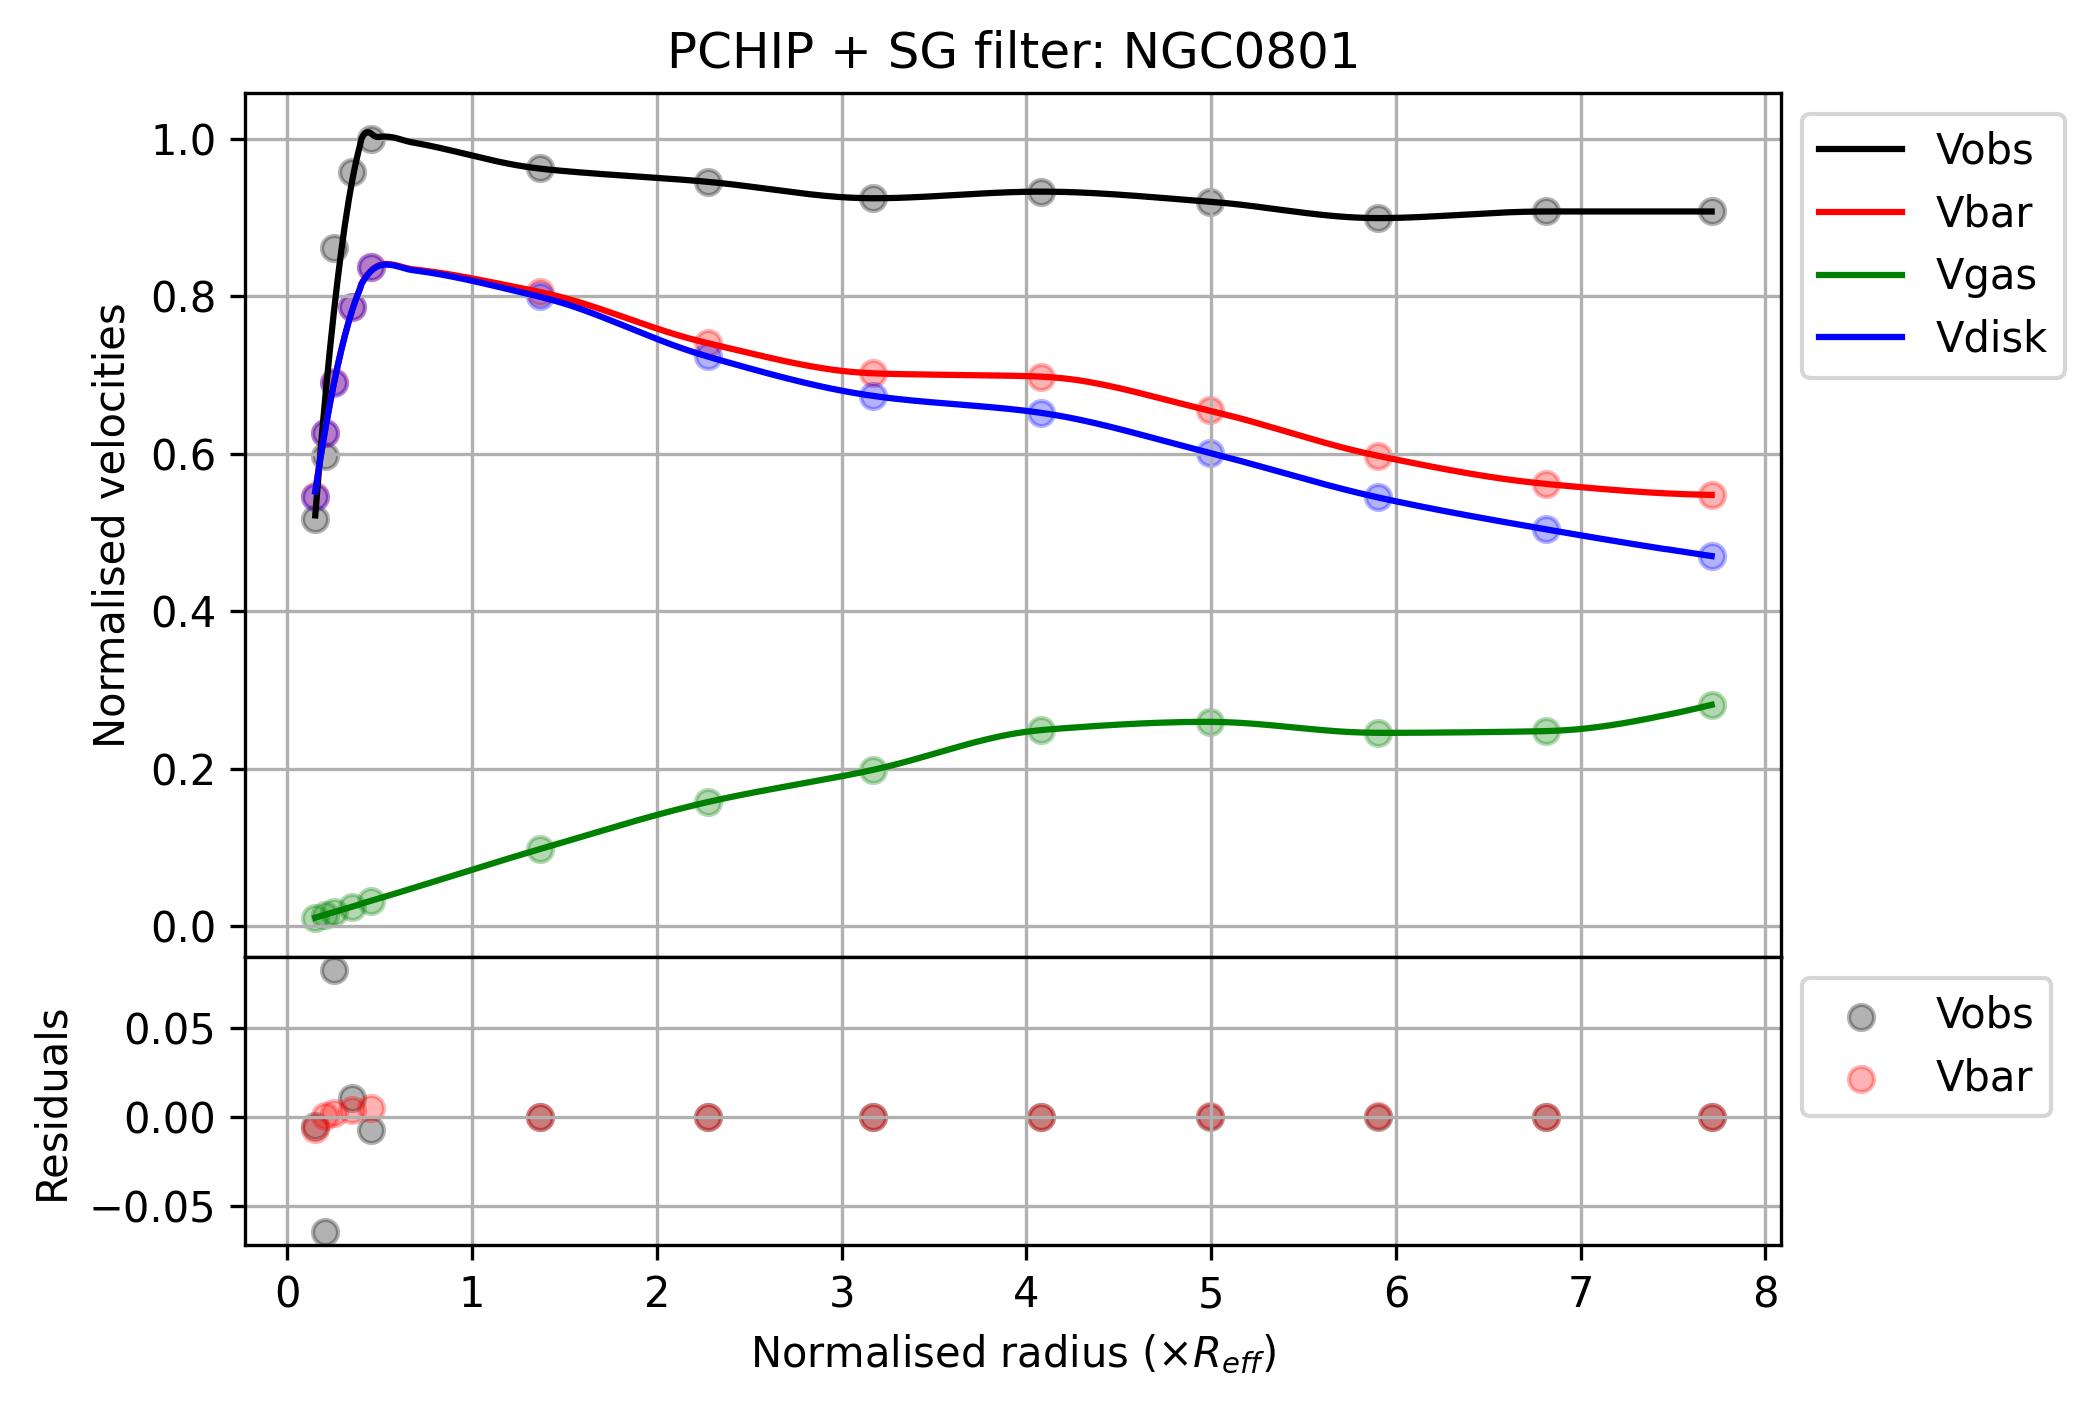 PCHIP + SG filter: NGC0801
Normalised velocities
1.0
0.8
0.6
0.4
0.2
0.0
Vobs
Vbar
Vgas
Vdisk
Residuals
0.05
0.00
−0.05
Vobs
Vbar
0 1 2 3 4 5 6 7 8
Normalised radius (×R_eff)